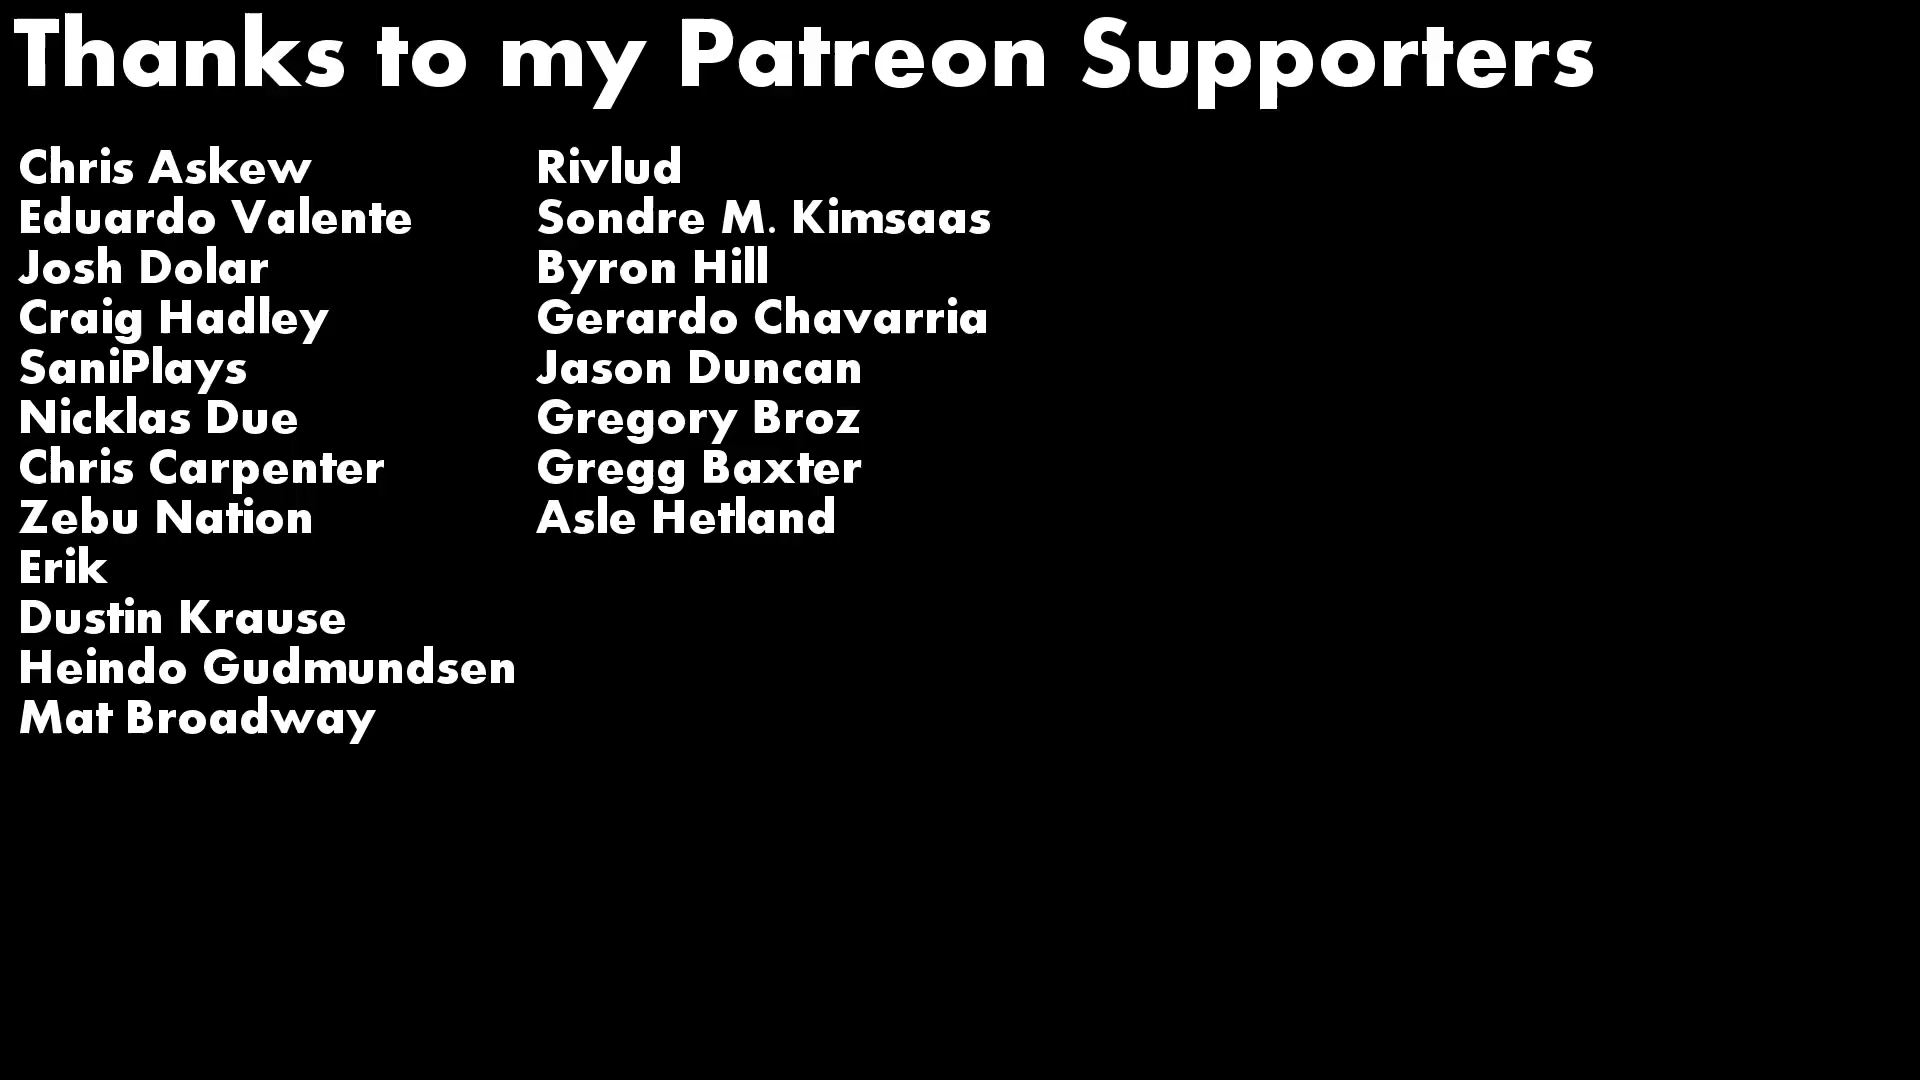 Thanks to my Patreon Supporters
Chris Askew
Eduardo Valente
Josh Dolar
Craig Hadley
SaniPlays
Nicklas Due
Chris Carpenter
Zebu Nation
Erik
Dustin Krause
Heindo Gudmundsen
Mat Broadway
Rivlud
Sondre M. Kimsaas
Byron Hill
Gerardo Chavarria
Jason Duncan
Gregory Broz
Gregg Baxter
Asle Hetland